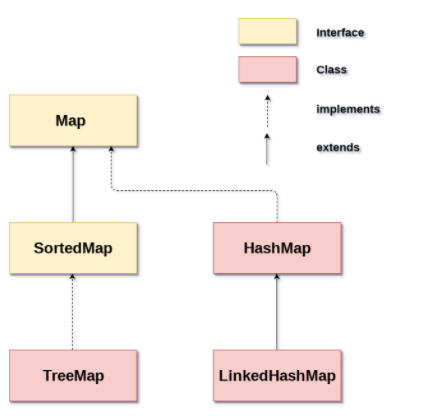 Interface
Class
implements
extends
Map
SortedMap
HashMap
TreeMap
LinkedHashMap